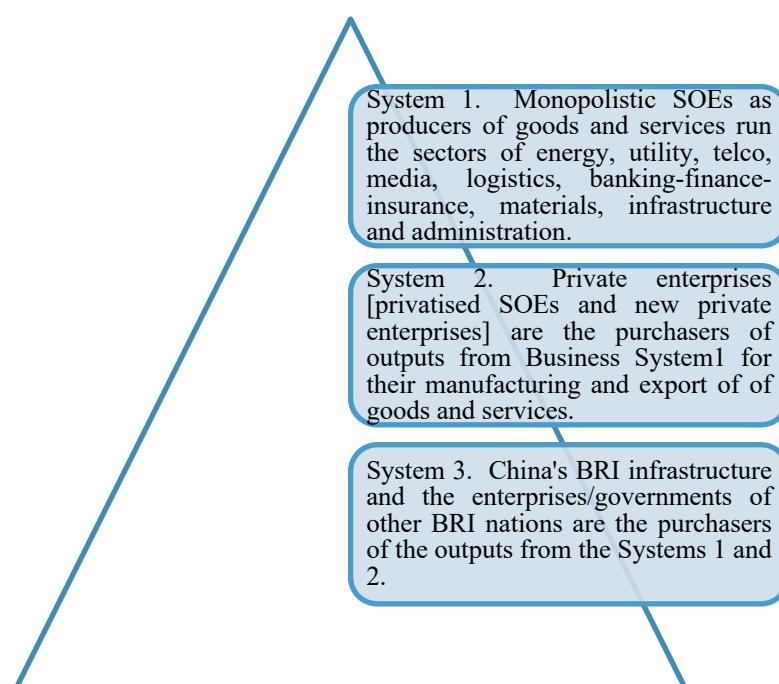 System 1. Monopolistic SOEs as
producers of goods and services run
the sectors of energy, utility, telco,
media, logistics, banking-finance-
insurance, materials, infrastructure
and administration.
System 2. Private enterprises
[privatised SOEs and new private
enterprises] are the purchasers of
outputs from Business System1 for
their manufacturing and export of of
goods and services.
System 3. China's BRI infrastructure
and the enterprises/governments of
other BRI nations are the purchasers
of the outputs from the Systems 1 and
2.